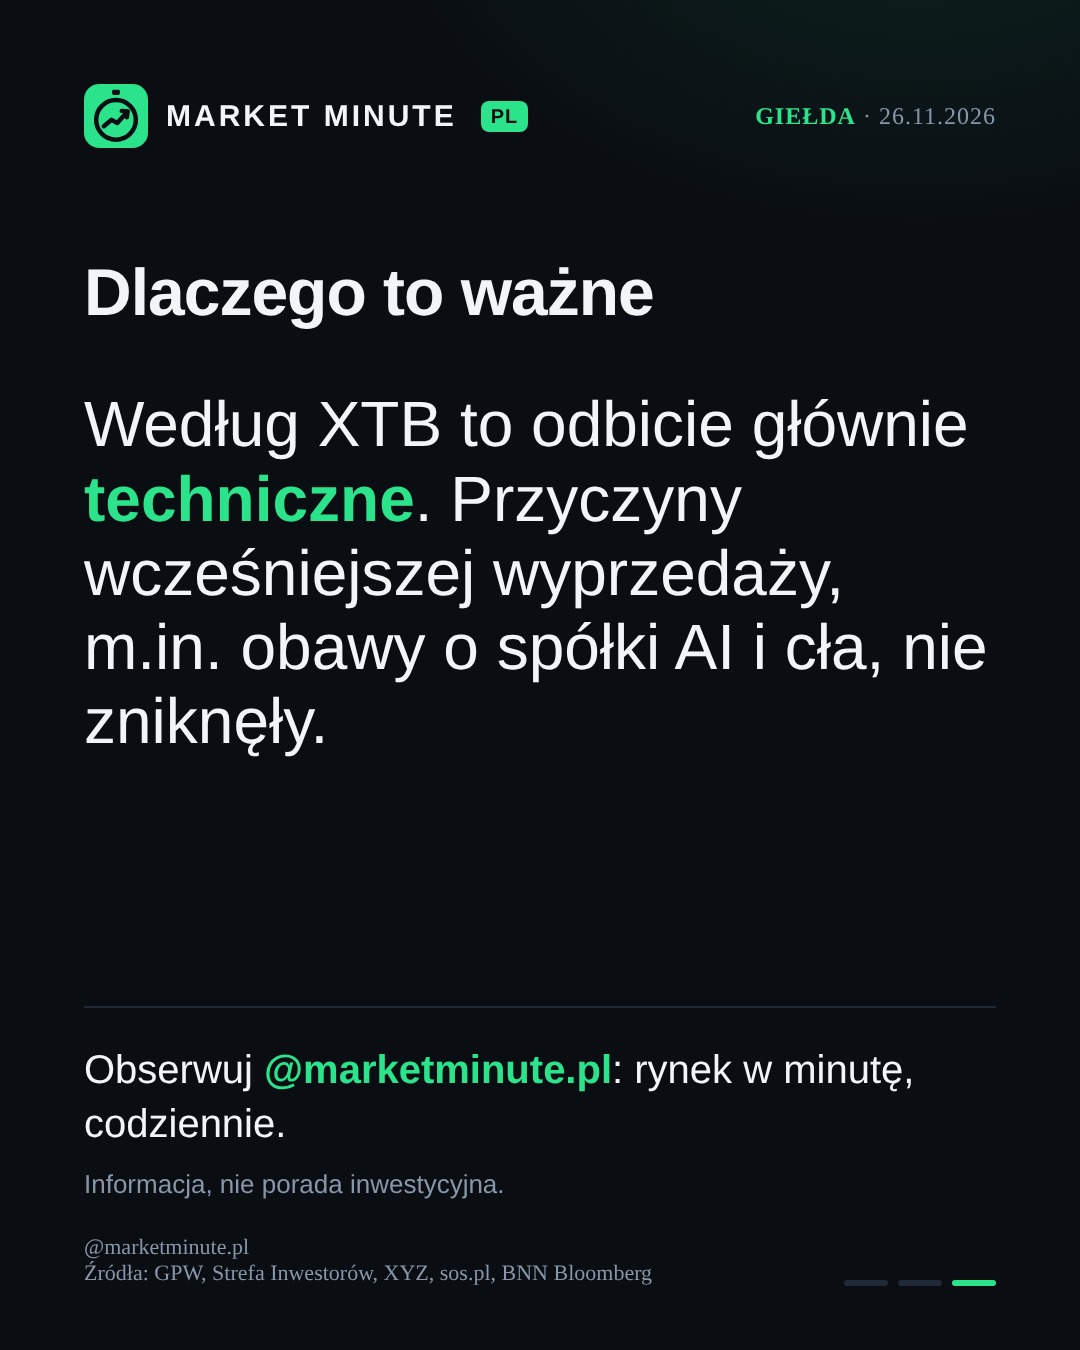 MARKET MINUTE PL
GIEŁDA · 26.11.2026
Dlaczego to ważne
Według XTB to odbicie głównie
techniczne. Przyczyny
wcześniejszej wyprzedaży,
m.in. obawy o spółki AI i cła, nie
zniknęły.
Obserwuj @marketminute.pl: rynek w minutę,
codziennie.
Informacja, nie porada inwestycyjna.
@marketminute.pl
Źródła: GPW, Strefa Inwestorów, XYZ, sos.pl, BNN Bloomberg